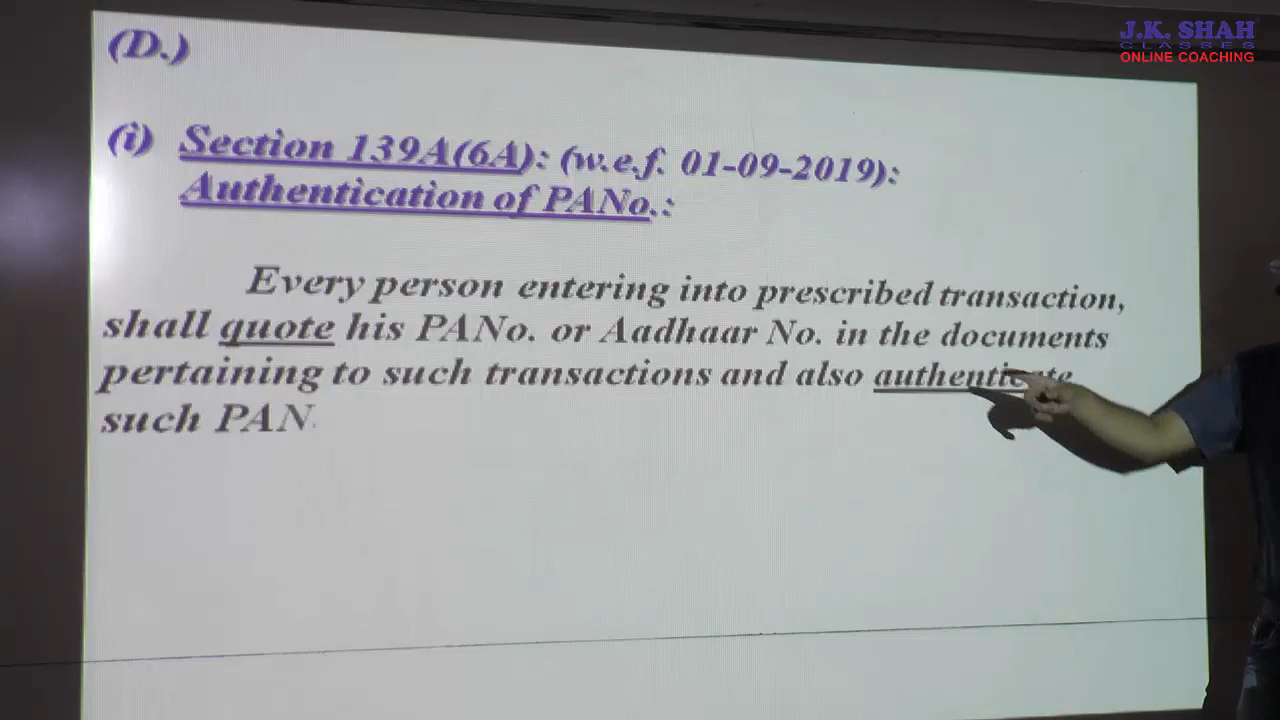 J.K. SHAH
CLASSES
ONLINE COACHING
(D.)
(i) Section 139A(6A): (w.e.f. 01-09-2019):
Authentication of PANo.:
Every person entering into prescribed transaction,
shall quote his PANo. or Aadhaar No. in the documents
pertaining to such transactions and also authenticate
such PAN